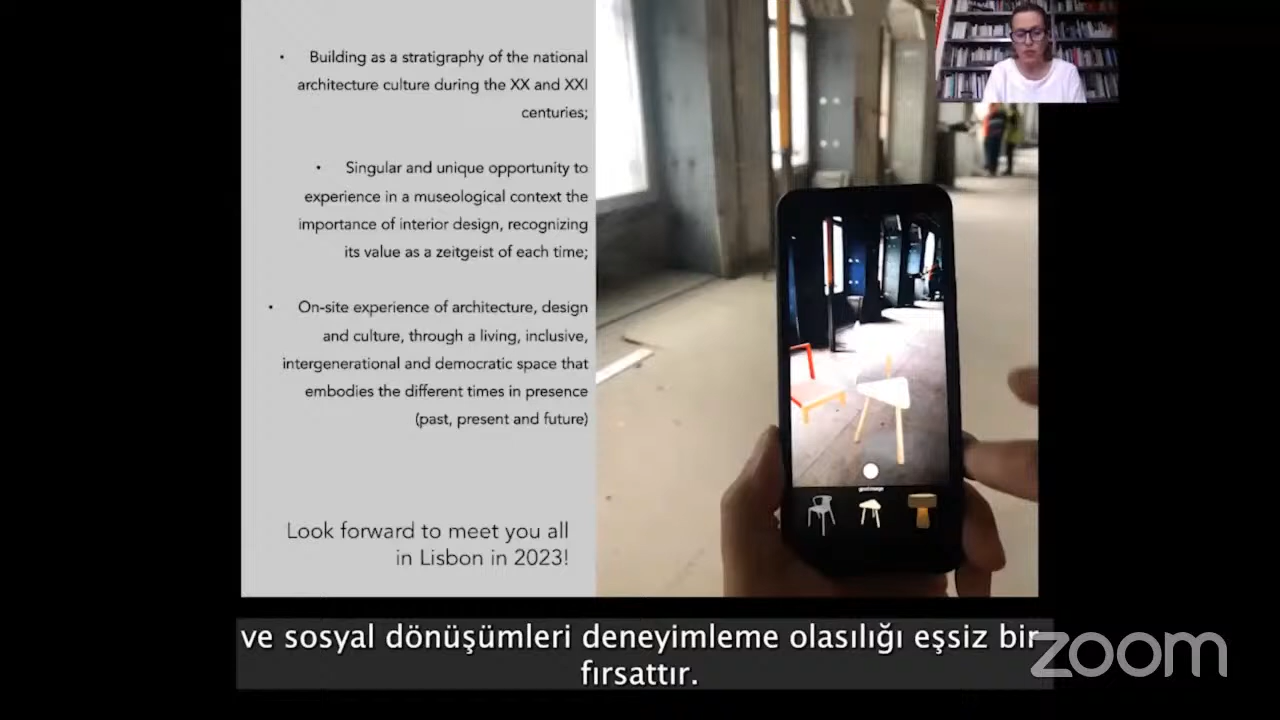 • Building as a stratigraphy of the national
architecture culture during the XX and XXI
centuries;
• Singular and unique opportunity to
experience in a museological context the
importance of interior design, recognizing
its value as a zeitgeist of each time;
• On-site experience of architecture, design
and culture, through a living, inclusive,
intergenerational and democratic space that
embodies the different times in presence
(past, present and future)
Look forward to meet you all
in Lisbon in 2023!
ve sosyal dönüşümleri deneyimleme olasılığı eşsiz bir
fırsattır.
zoom